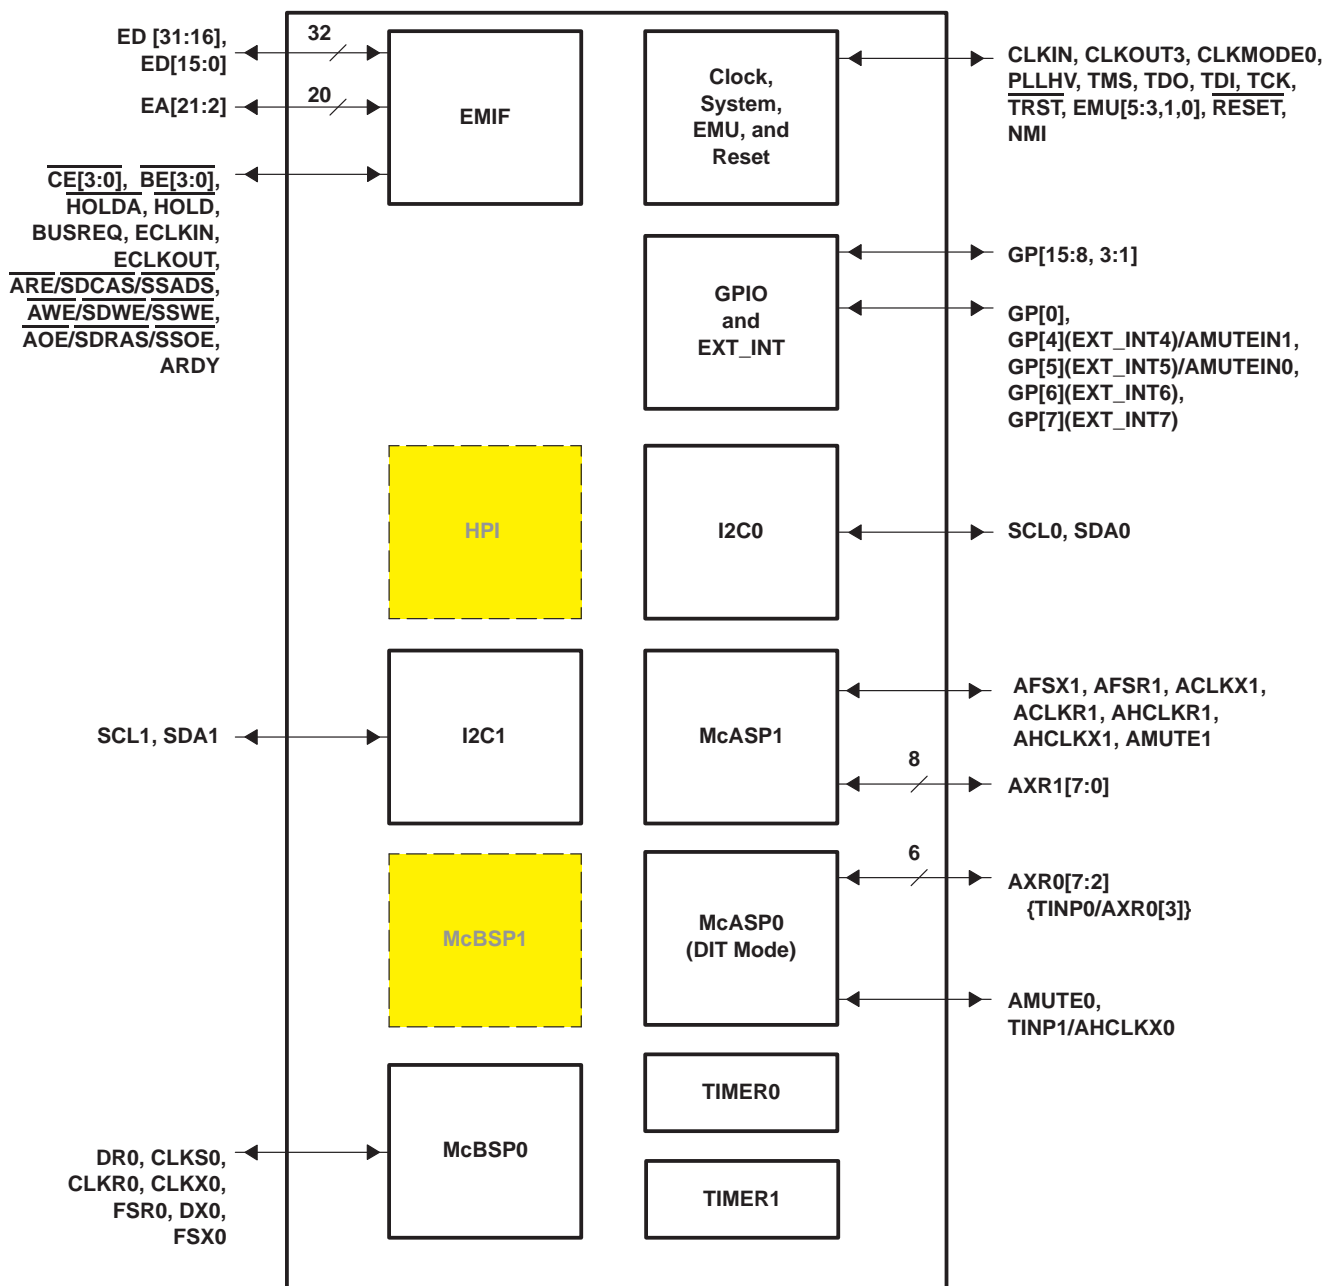 ED [31:16],
ED[15:0]
32
EA[21:2]
20
CE[3:0], BE[3:0],
HOLDA, HOLD,
BUSREQ, ECLKIN,
ECLKOUT,
ARE/SDCAS/SSADS,
AWE/SDWE/SSWE,
AOE/SDRAS/SSOE,
ARDY
EMIF
Clock,
System,
EMU, and
Reset
CLKIN, CLKOUT3, CLKMODE0,
PLLHV, TMS, TDO, TDI, TCK,
TRST, EMU[5:3,1,0], RESET,
NMI
GPIO
and
EXT_INT
GP[15:8, 3:1]
GP[0],
GP[4](EXT_INT4)/AMUTEIN1,
GP[5](EXT_INT5)/AMUTEIN0,
GP[6](EXT_INT6),
GP[7](EXT_INT7)
HPI
I2C0
SCL0, SDA0
SCL1, SDA1
I2C1
McASP1
AFSX1, AFSR1, ACLKX1,
ACLKR1, AHCLKR1,
AHCLKX1, AMUTE1
8
AXR1[7:0]
McBSP1
McASP0
(DIT Mode)
6
AXR0[7:2]
{TINP0/AXR0[3]}
AMUTE0,
TINP1/AHCLKX0
DR0, CLKS0,
CLKR0, CLKX0,
FSR0, DX0,
FSX0
McBSP0
TIMER0
TIMER1